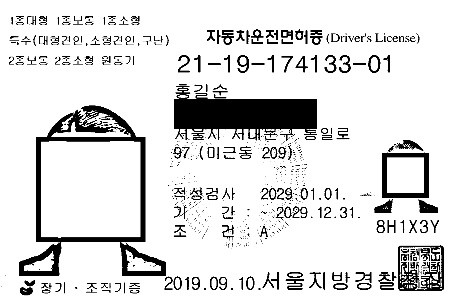 1종대형 1종보통 1종소형
특수(대형견인,소형견인,구난)
2종보통 2종소형 원동기
자동차운전면허증 (Driver's License)
21-19-174133-01
홍길순
서울시 서대문구 통일로
97 (미근동 209)
적성검사 2029.01.01.
기 간 : ~ 2029.12.31.
조 건 : A
8H1X3Y
장기·조직기증
2019.09.10. 서울지방경찰